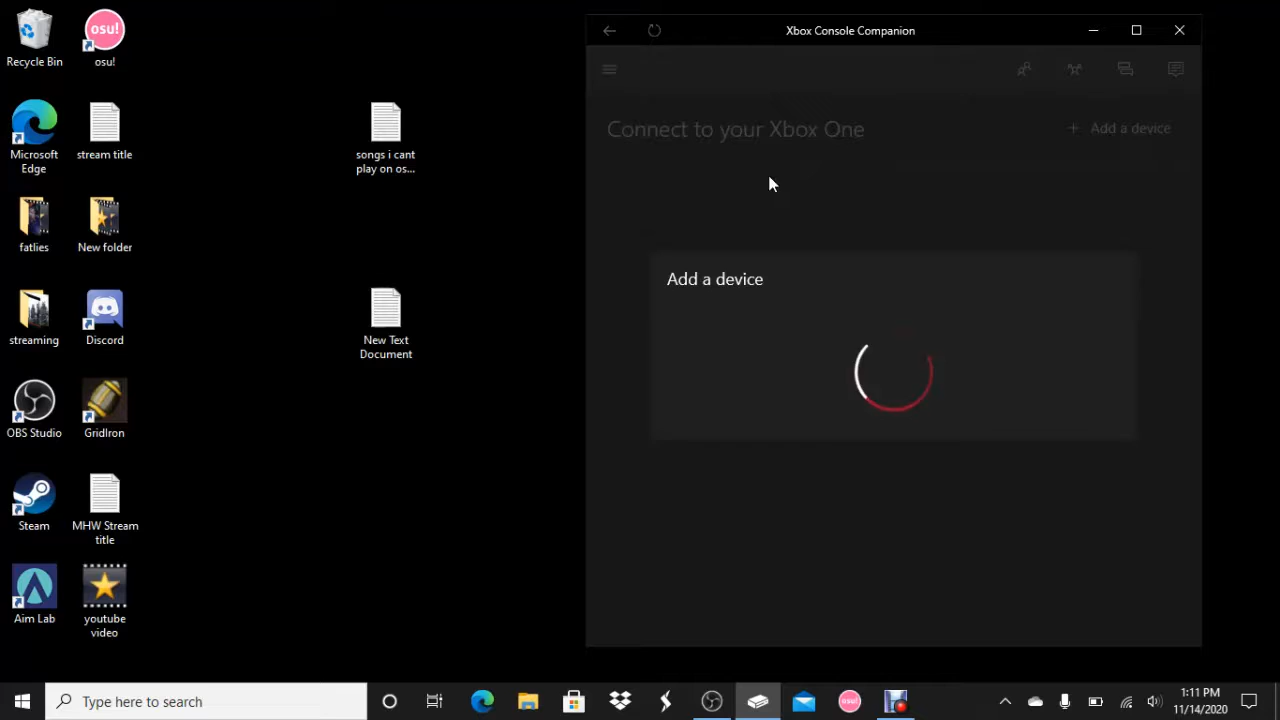 Recycle Bin
osu!
osu!
Microsoft
Edge
stream title
songs i cant
play on os...
fatlies
New folder
streaming
Discord
New Text
Document
OBS Studio
GridIron
Steam
MHW Stream
title
Aim Lab
youtube
video
Xbox Console Companion
Connect to your Xbox One
+ Add a device
Add a device
Type here to search
osu!
1:11 PM
11/14/2020